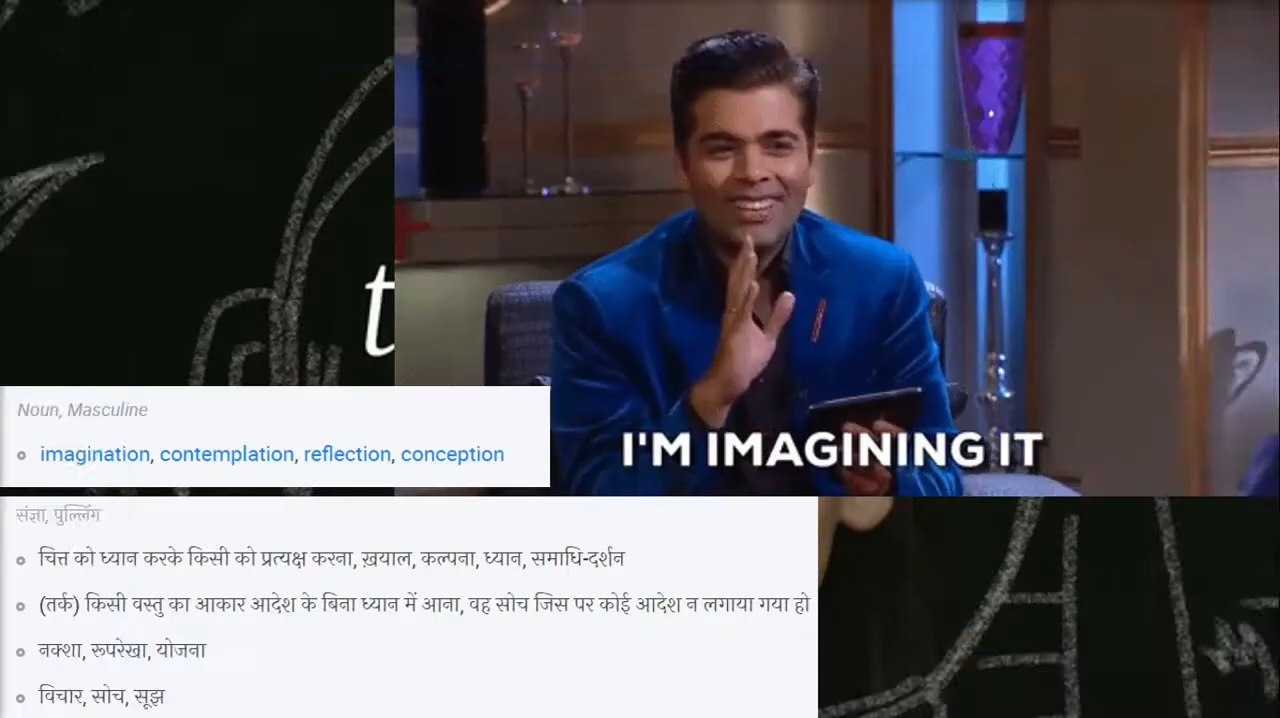 t
I'M IMAGINING IT
Noun, Masculine
imagination, contemplation, reflection, conception
संज्ञा, पुल्लिंग
चित्त को ध्यान करके किसी को प्रत्यक्ष करना, ख़याल, कल्पना, ध्यान, समाधि-दर्शन
(तर्क) किसी वस्तु का आकार आदेश के बिना ध्यान में आना, वह सोच जिस पर कोई आदेश न लगाया गया हो
नक्शा, रूपरेखा, योजना
विचार, सोच, सूझ